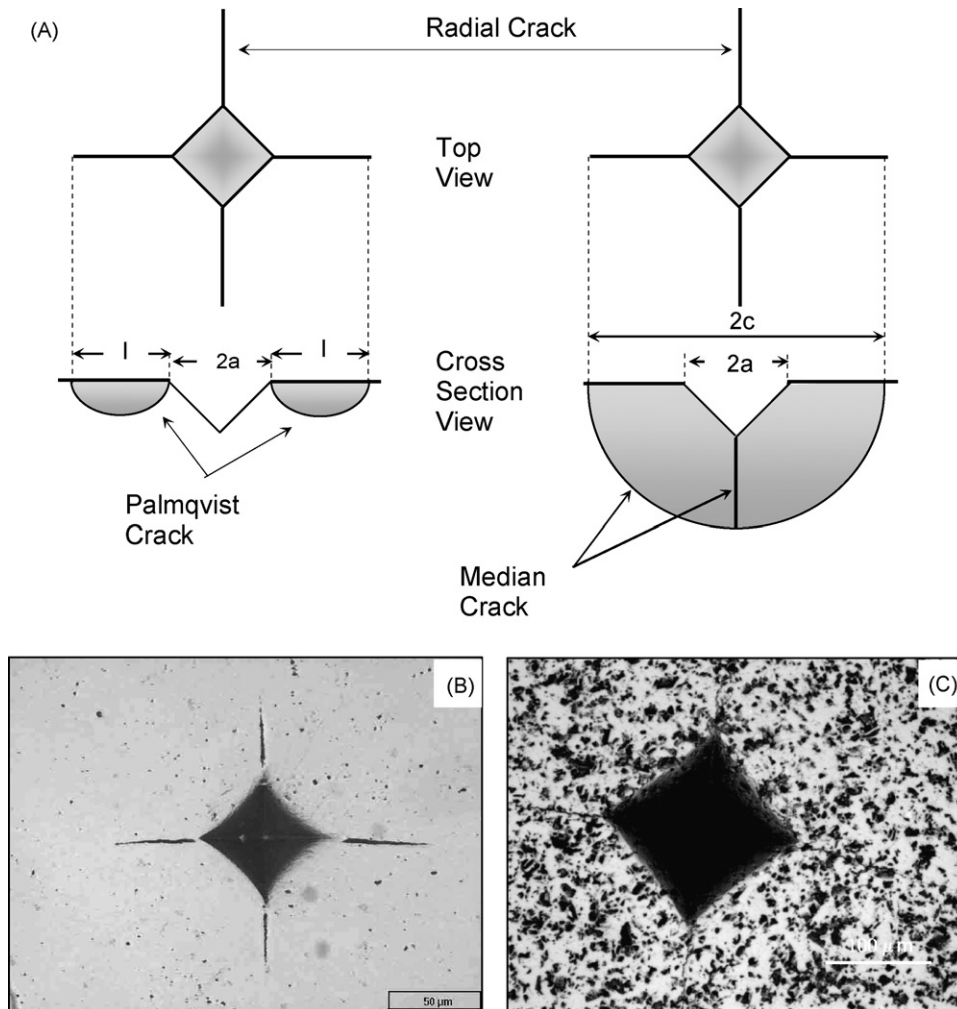 (A)
Radial Crack
Top
View
2c
l
2a
l
Cross
Section
View
2a
Palmqvist
Crack
Median
Crack
(B)
50 µm
(C)
100 µm